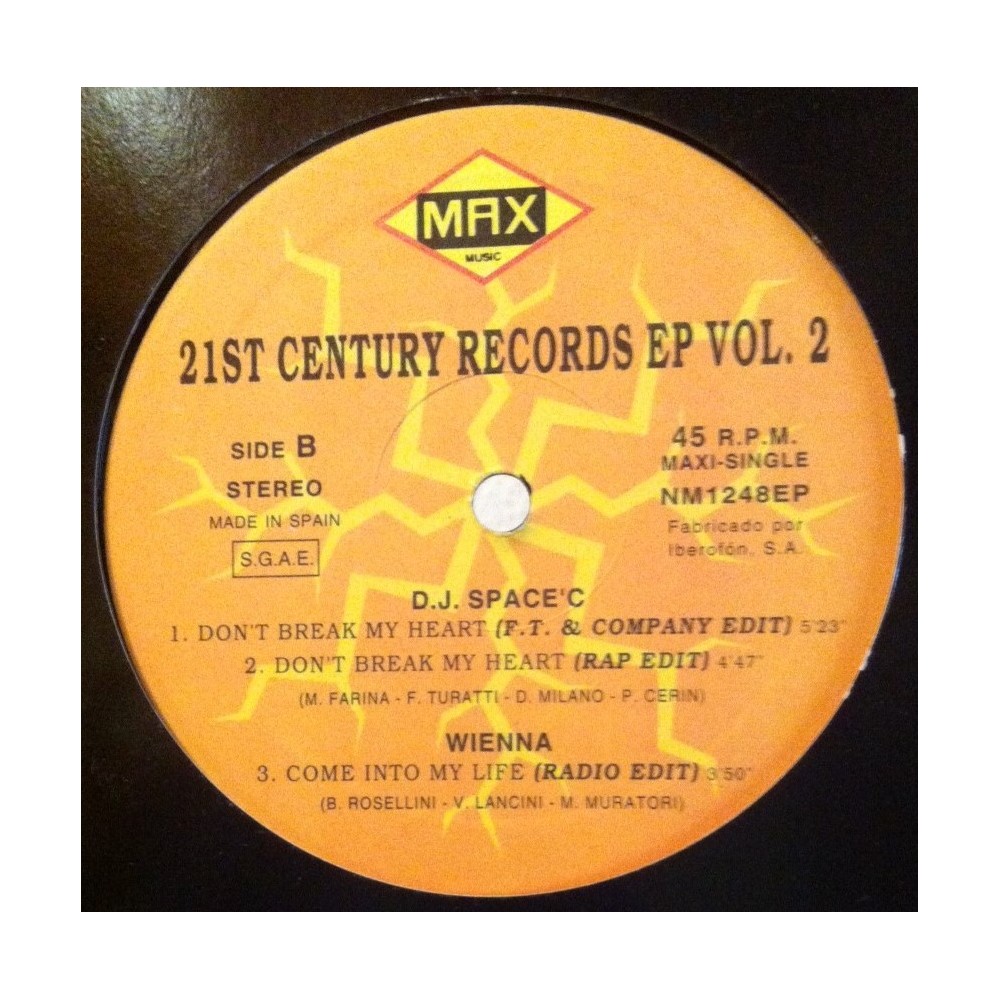 MAX
MUSIC
21ST CENTURY RECORDS EP VOL. 2
SIDE B
STEREO
MADE IN SPAIN
S.G.A.E.
45 R.P.M.
MAXI-SINGLE
NM1248EP
Fabricado por
Iberofón, S.A.
D.J. SPACE'C
1. DON'T BREAK MY HEART (F.T. & COMPANY EDIT) 5'23"
2. DON'T BREAK MY HEART (RAP EDIT) 4'47"
(M. FARINA - F. TURATTI - D. MILANO - P. CERIN)
WIENNA
3. COME INTO MY LIFE (RADIO EDIT) 3'50"
(B. ROSELLINI - V. LANCINI - M. MURATORI)